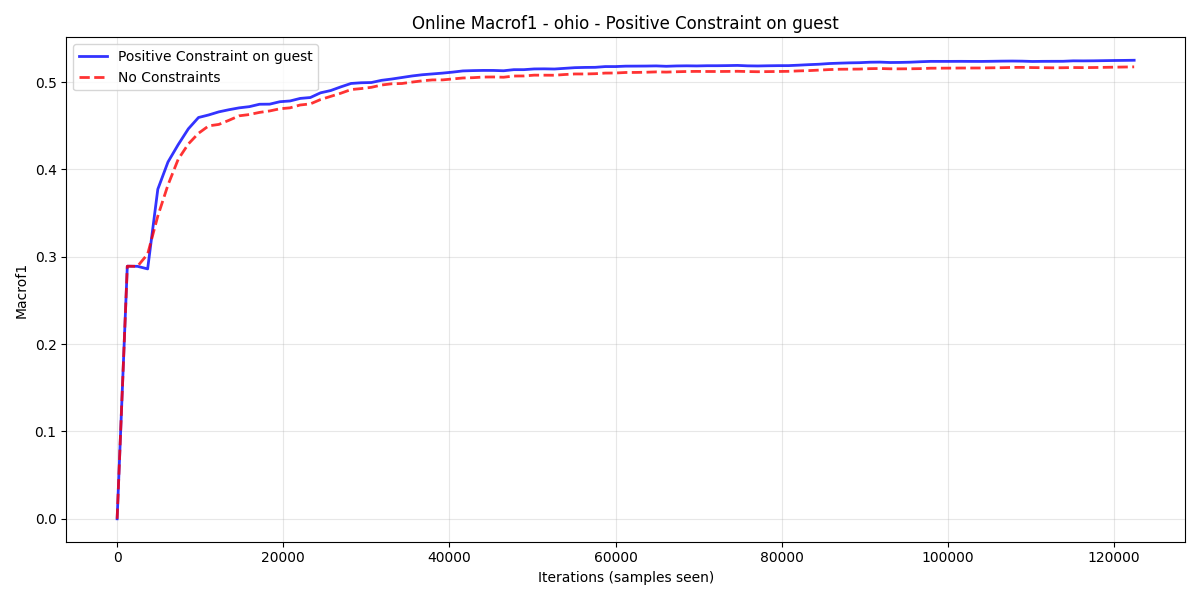 Online Macrof1 - ohio - Positive Constraint on guest
Positive Constraint on guest
No Constraints
Macrof1
0.5
0.4
0.3
0.2
0.1
0.0
0
20000
40000
60000
80000
100000
120000
Iterations (samples seen)